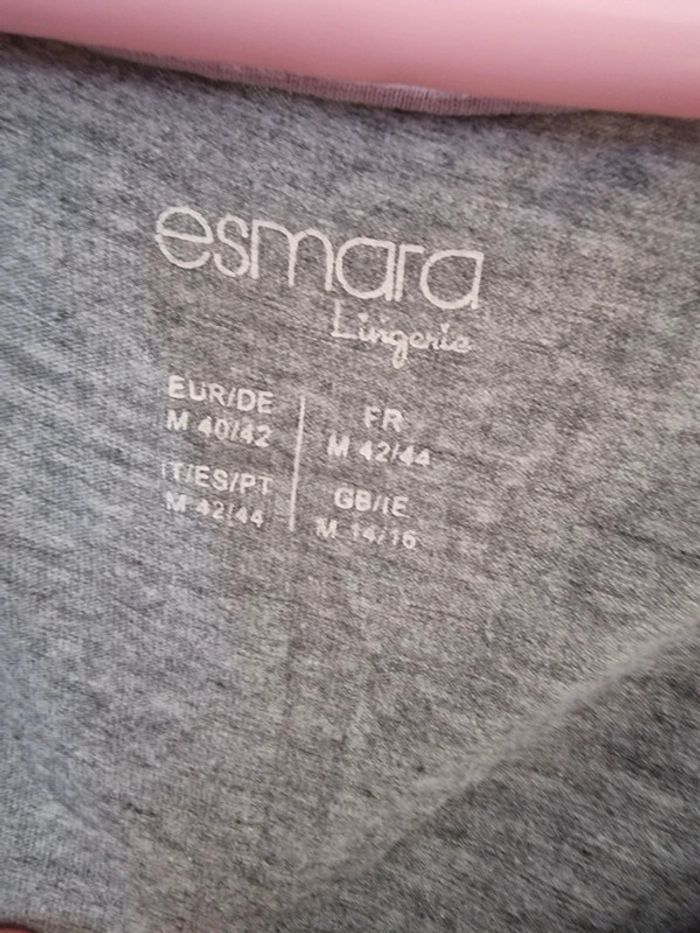 esmara
Lingerie
EUR/DE
M 40/42
FR
M 42/44
IT/ES/PT
M 42/44
GB/IE
M 14/16